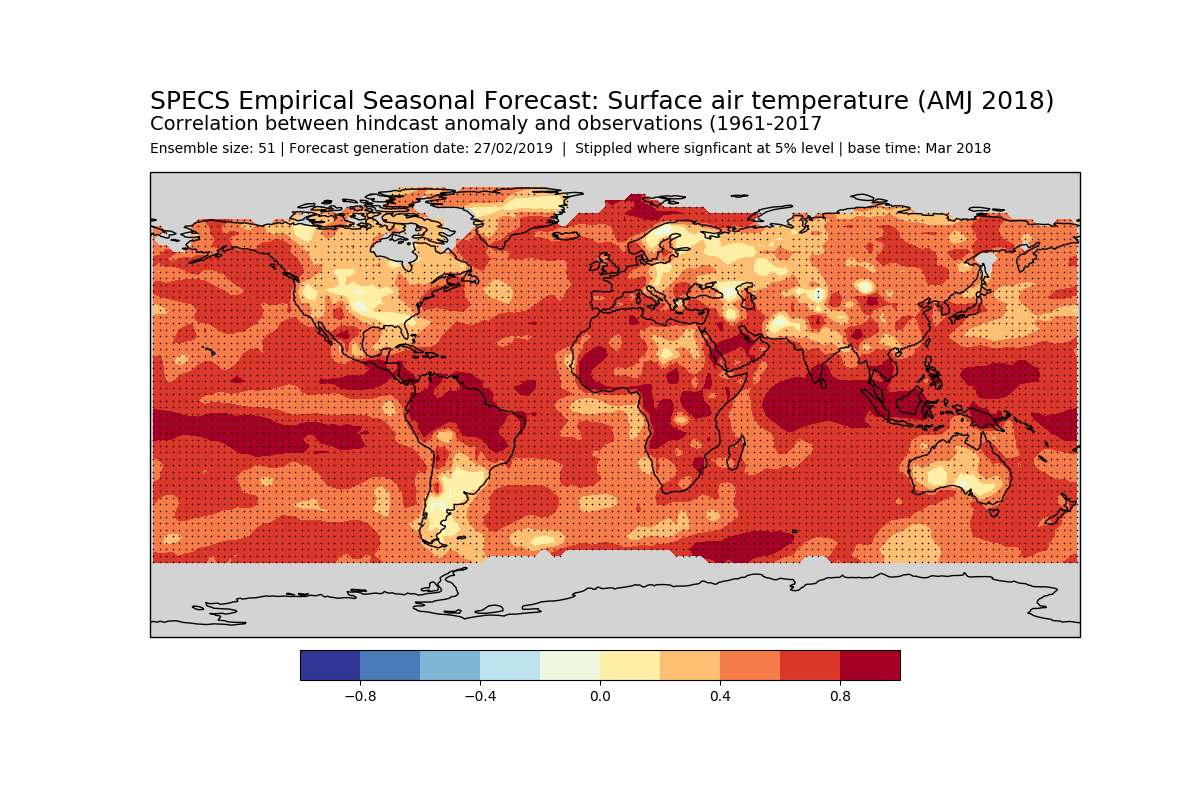 SPECS Empirical Seasonal Forecast: Surface air temperature (AMJ 2018)
Correlation between hindcast anomaly and observations (1961-2017
Ensemble size: 51 | Forecast generation date: 27/02/2019 | Stippled where signficant at 5% level | base time: Mar 2018
−0.8 −0.4 0.0 0.4 0.8